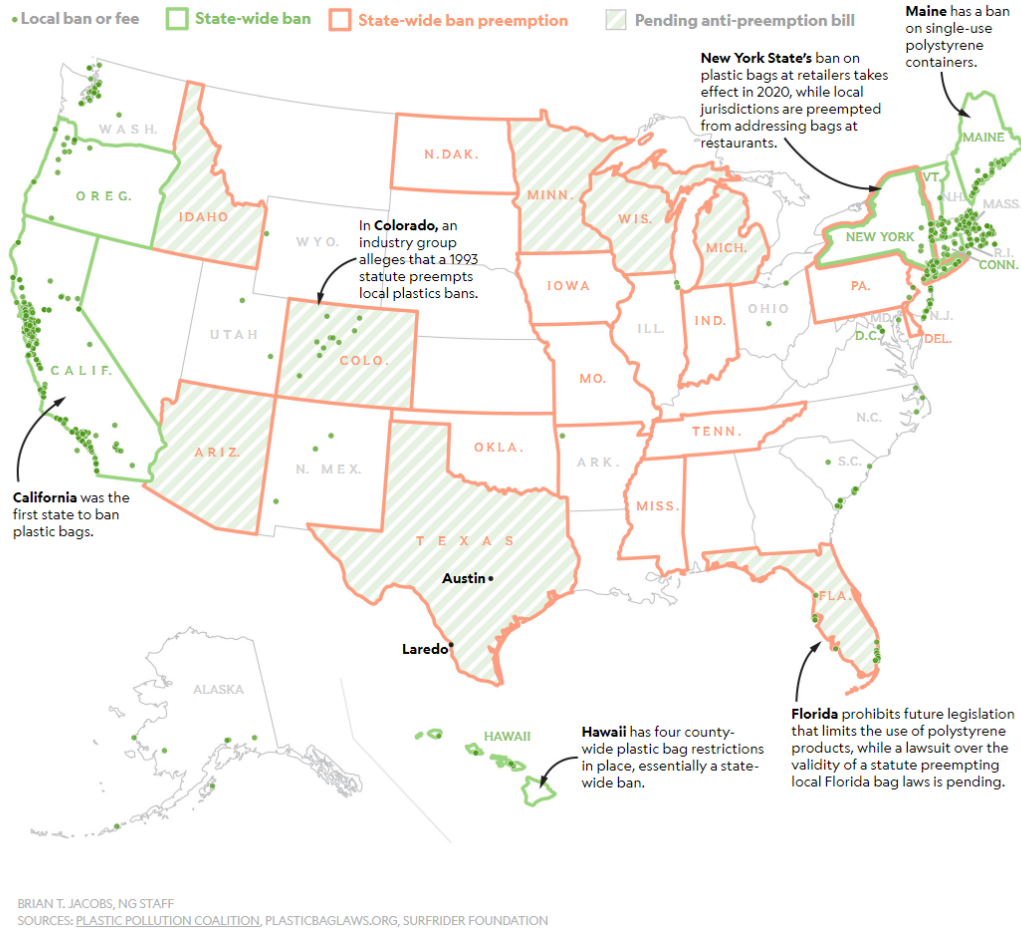 Local ban or fee
State-wide ban
State-wide ban preemption
Pending anti-preemption bill
Maine has a ban
on single-use
polystyrene
containers.
New York State's ban on
plastic bags at retailers takes
effect in 2020, while local
jurisdictions are preempted
from addressing bags at
restaurants.
WASH.
OREG.
IDAHO
N.DAK.
MINN.
WIS.
MICH.
MAINE
VT.
N.H.
MASS.
R.I.
CONN.
NEW YORK
In Colorado, an
industry group
alleges that a 1993
statute preempts
local plastics bans.
WYO.
IOWA
PA.
N.J.
MD.
D.C.
DEL.
OHIO
IND.
ILL.
UTAH
COLO.
CALIF.
MO.
ARIZ.
N. MEX.
OKLA.
ARK.
TENN.
N.C.
S.C.
MISS.
TEXAS
Austin
Laredo
FLA.
California was the
first state to ban
plastic bags.
ALASKA
HAWAII
Hawaii has four county-
wide plastic bag restrictions
in place, essentially a state-
wide ban.
Florida prohibits future legislation
that limits the use of polystyrene
products, while a lawsuit over the
validity of a statute preempting
local Florida bag laws is pending.
BRIAN T. JACOBS, NG STAFF
SOURCES: PLASTIC POLLUTION COALITION, PLASTICBAGLAWS.ORG, SURFRIDER FOUNDATION